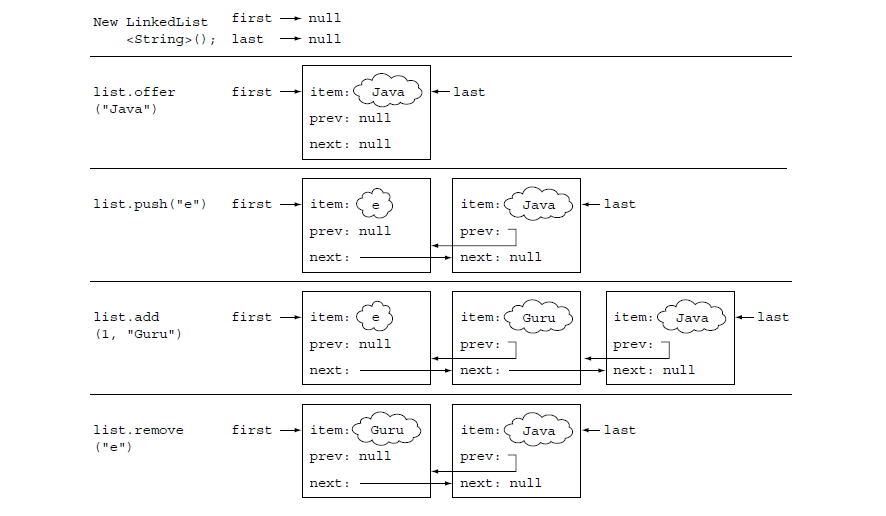 New LinkedList first null
<String>(); last null
list.offer first item: Java last
("Java")
prev: null
next: null
list.push("e") first item: e item: Java last
prev: null prev:
next: next: null
list.add first item: e item: Guru item: Java last
(1, "Guru")
prev: null prev: prev:
next: next: next: null
list.remove first item: Guru item: Java last
("e")
prev: null prev:
next: next: null